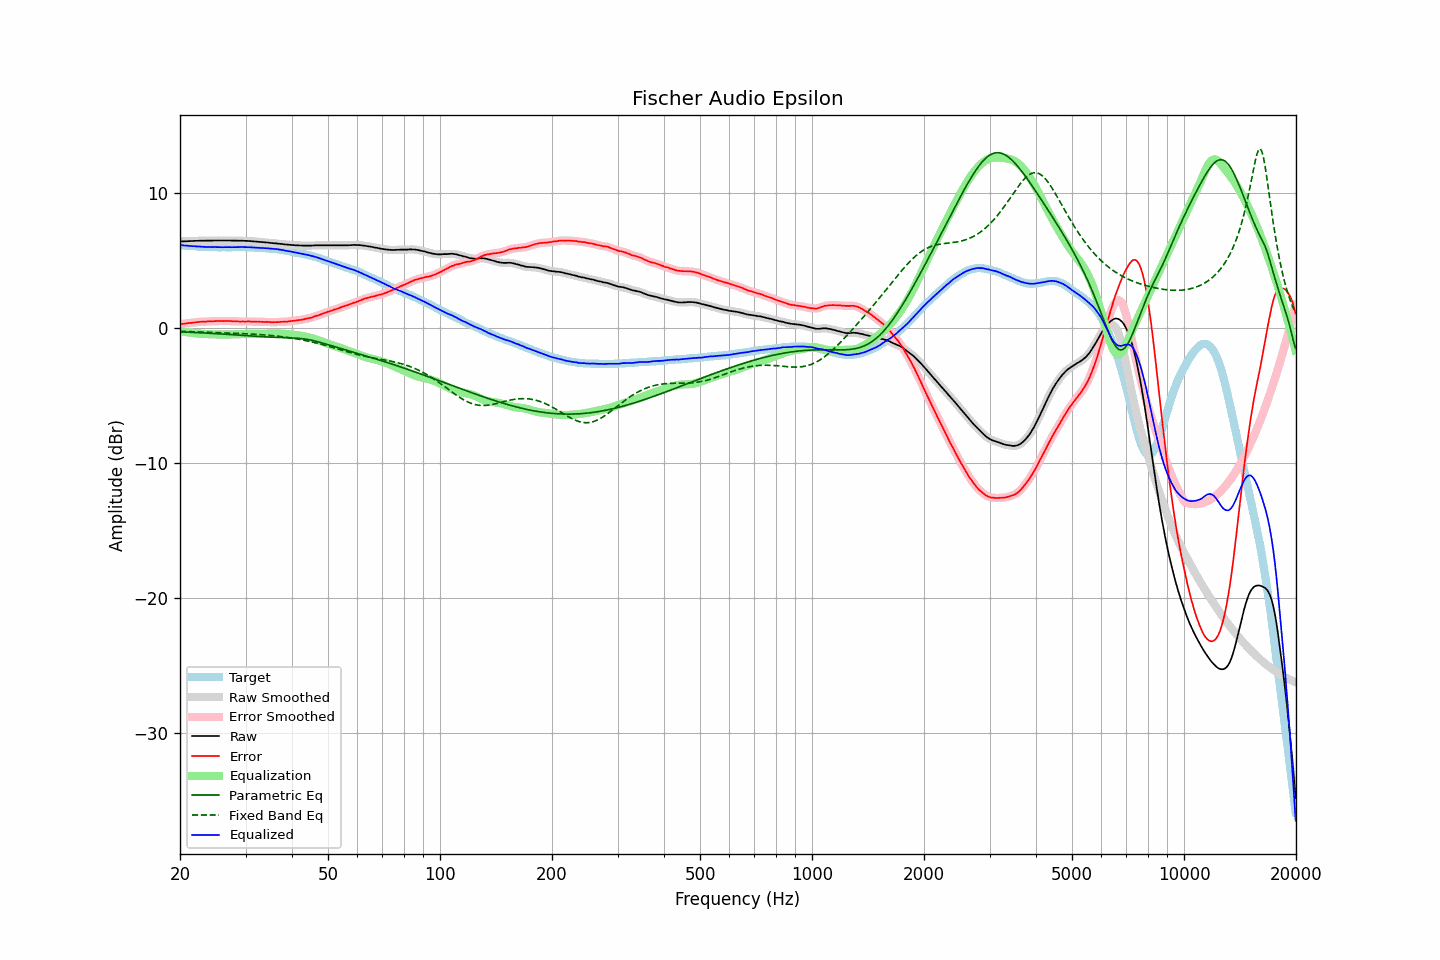 Fischer Audio Epsilon
Amplitude (dBr)
10
0
−10
−20
−30
Target
Raw Smoothed
Error Smoothed
Raw
Error
Equalization
Parametric Eq
Fixed Band Eq
Equalized
20 50 100 200 500 1000 2000 5000 10000 20000
Frequency (Hz)